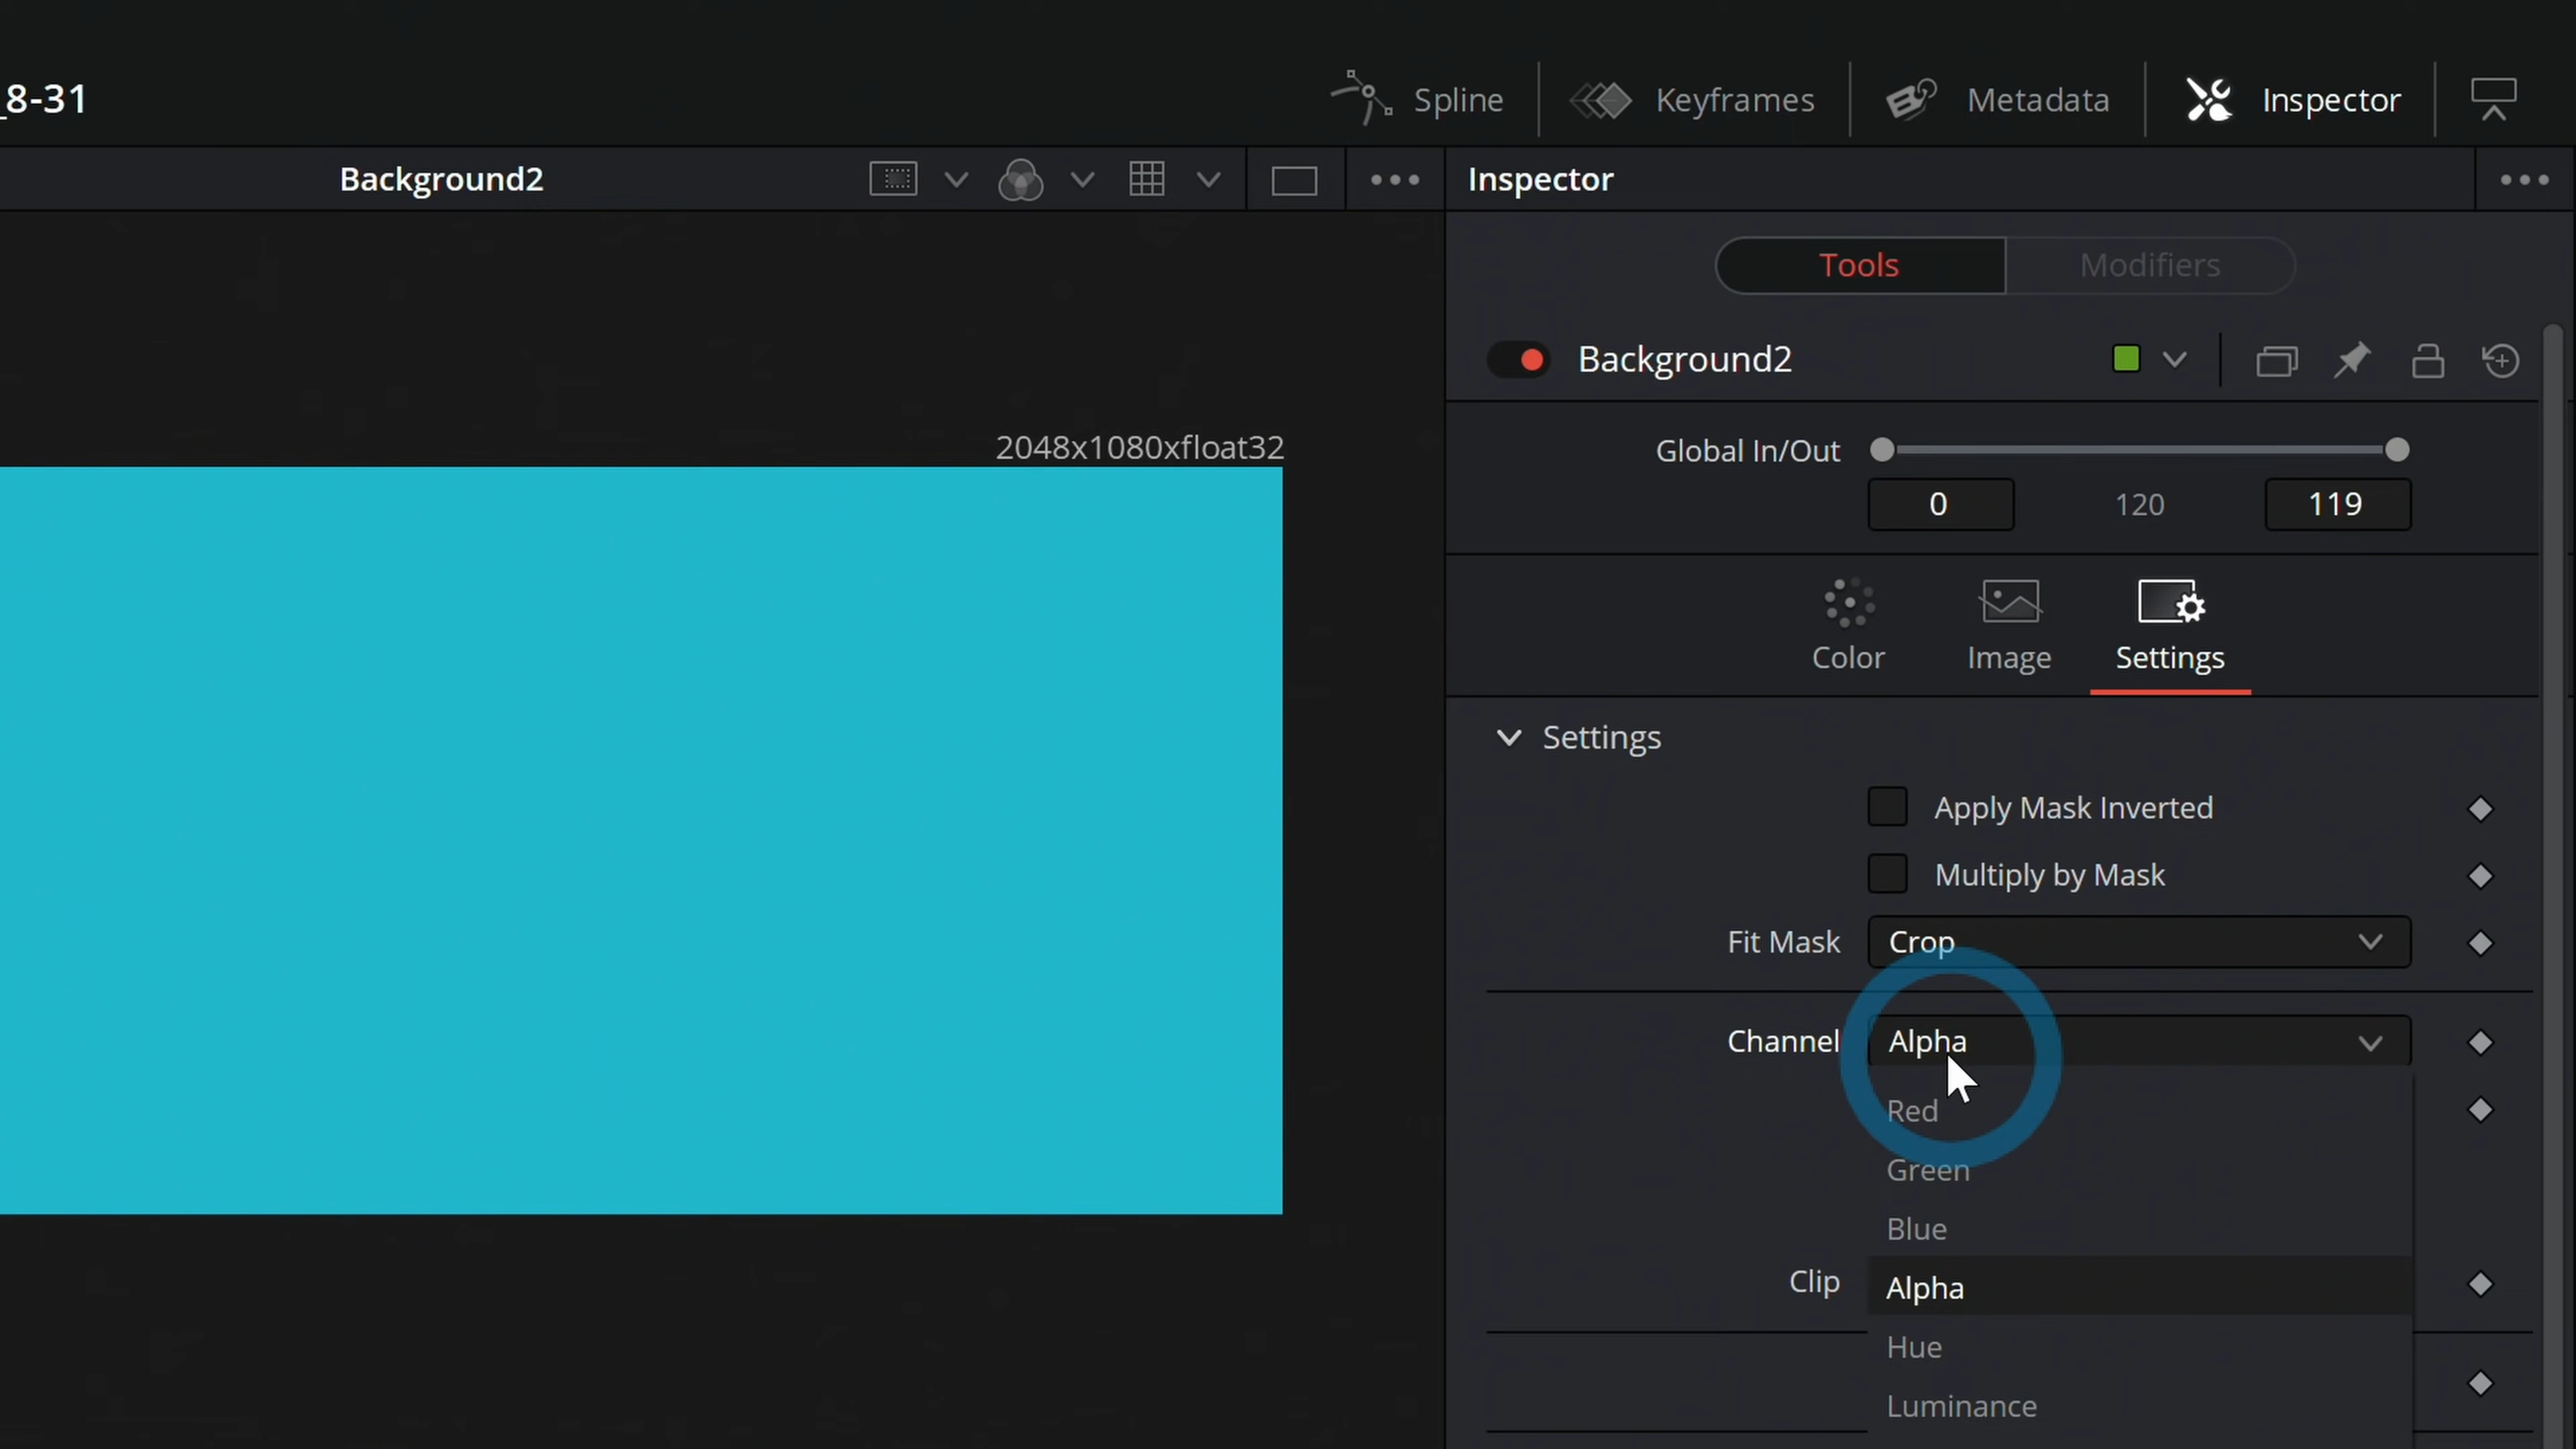 _8-31
Spline
Keyframes
Metadata
Inspector
Background2
Inspector
Tools
Modifiers
Background2
2048x1080xfloat32
Global In/Out
0
120
119
Color
Image
Settings
Settings
Apply Mask Inverted
Multiply by Mask
Fit Mask
Crop
Channel
Alpha
Red
Green
Blue
Clip
Alpha
Hue
Luminance